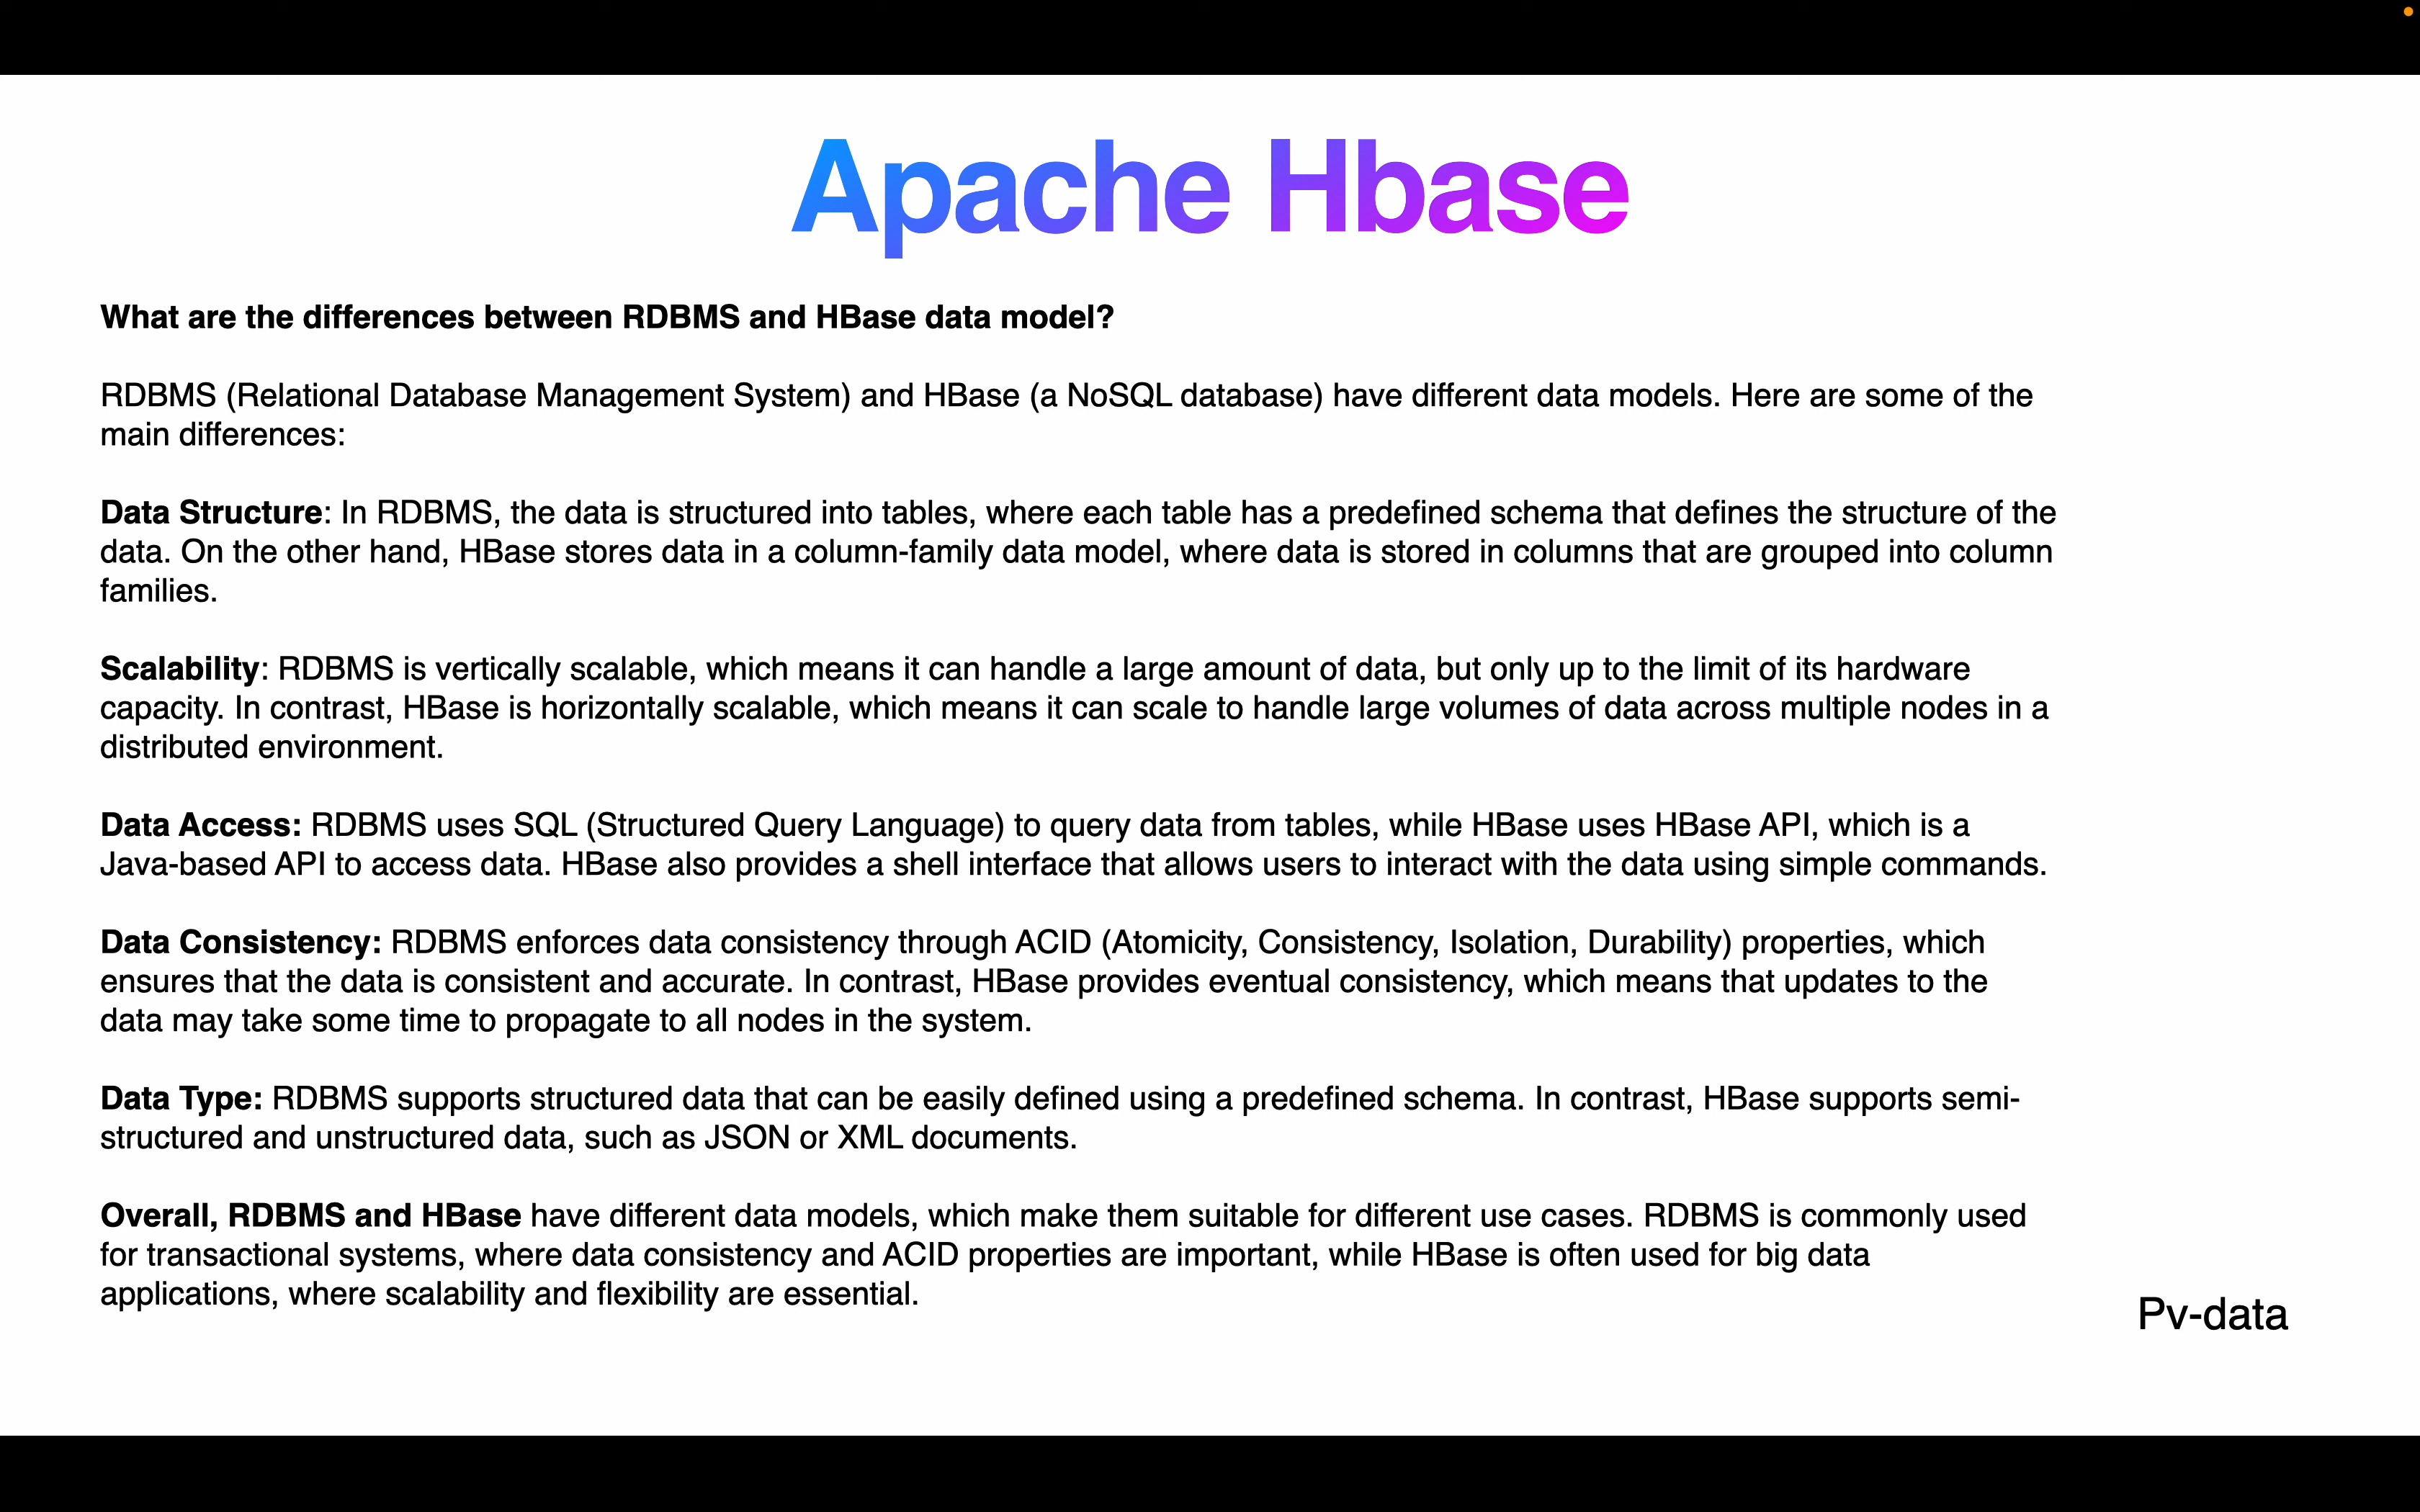 Apache Hbase
What are the differences between RDBMS and HBase data model?
RDBMS (Relational Database Management System) and HBase (a NoSQL database) have different data models. Here are some of the
main differences:
Data Structure: In RDBMS, the data is structured into tables, where each table has a predefined schema that defines the structure of the
data. On the other hand, HBase stores data in a column-family data model, where data is stored in columns that are grouped into column
families.
Scalability: RDBMS is vertically scalable, which means it can handle a large amount of data, but only up to the limit of its hardware
capacity. In contrast, HBase is horizontally scalable, which means it can scale to handle large volumes of data across multiple nodes in a
distributed environment.
Data Access: RDBMS uses SQL (Structured Query Language) to query data from tables, while HBase uses HBase API, which is a
Java-based API to access data. HBase also provides a shell interface that allows users to interact with the data using simple commands.
Data Consistency: RDBMS enforces data consistency through ACID (Atomicity, Consistency, Isolation, Durability) properties, which
ensures that the data is consistent and accurate. In contrast, HBase provides eventual consistency, which means that updates to the
data may take some time to propagate to all nodes in the system.
Data Type: RDBMS supports structured data that can be easily defined using a predefined schema. In contrast, HBase supports semi-
structured and unstructured data, such as JSON or XML documents.
Overall, RDBMS and HBase have different data models, which make them suitable for different use cases. RDBMS is commonly used
for transactional systems, where data consistency and ACID properties are important, while HBase is often used for big data
applications, where scalability and flexibility are essential.
Pv-data